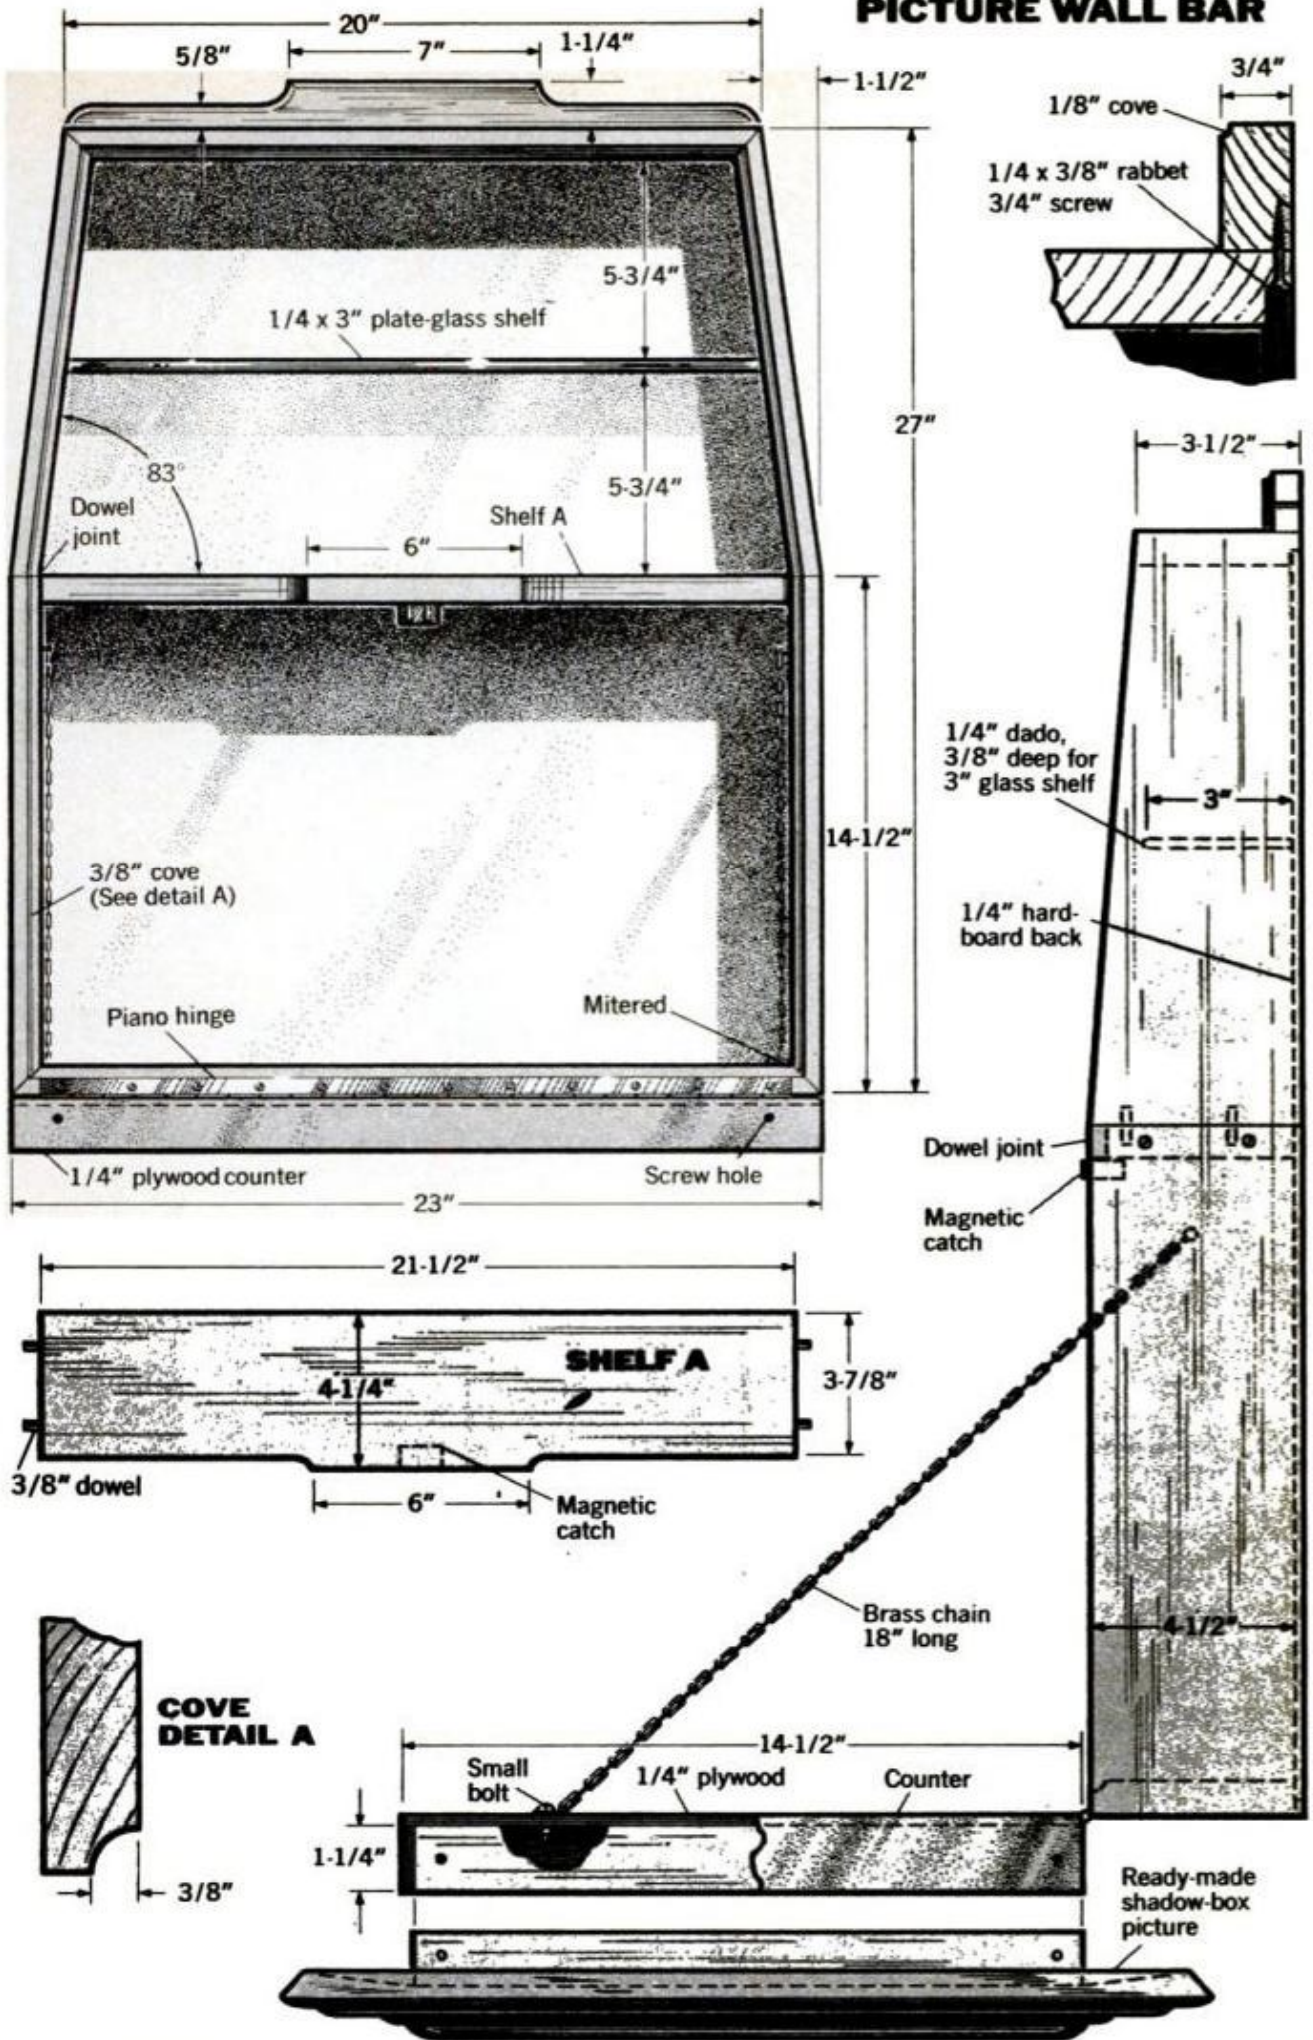 PICTURE WALL BAR
20"
5/8"
7"
1-1/4"
1-1/2"
3/4"
1/8" cove
1/4 x 3/8" rabbet
3/4" screw
5-3/4"
1/4 x 3" plate-glass shelf
27"
83°
5-3/4"
Dowel
joint
Shelf A
6"
3-1/2"
1/4" dado,
3/8" deep for
3" glass shelf
3"
14-1/2"
3/8" cove
(See detail A)
1/4" hard-
board back
Piano hinge
Mitered
Dowel joint
1/4" plywood counter
Screw hole
23"
Magnetic
catch
21-1/2"
SHELF A
4-1/4"
3-7/8"
3/8" dowel
6"
Magnetic
catch
Brass chain
18" long
4-1/2"
COVE
DETAIL A
3/8"
14-1/2"
Small
bolt
1/4" plywood
Counter
1-1/4"
Ready-made
shadow-box
picture